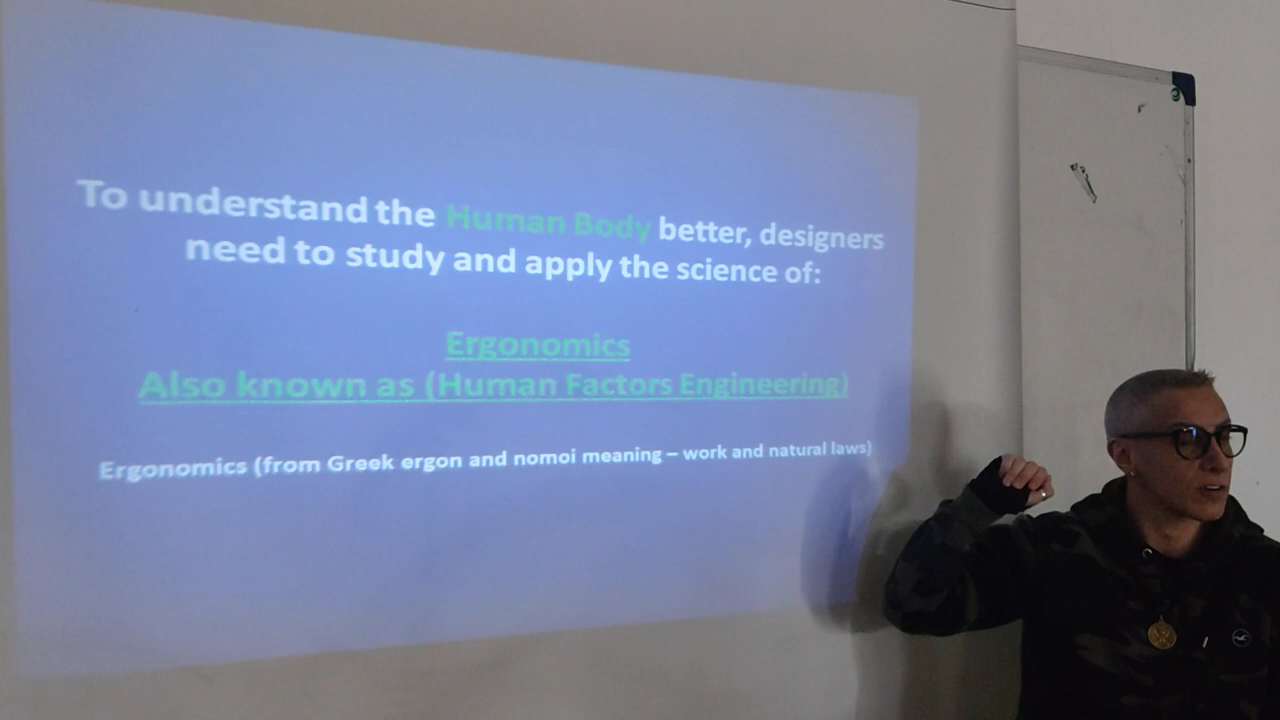 To understand the Human Body better, designers
need to study and apply the science of:
Ergonomics
Also known as (Human Factors Engineering)
Ergonomics (from Greek ergon and nomoi meaning – work and natural laws)